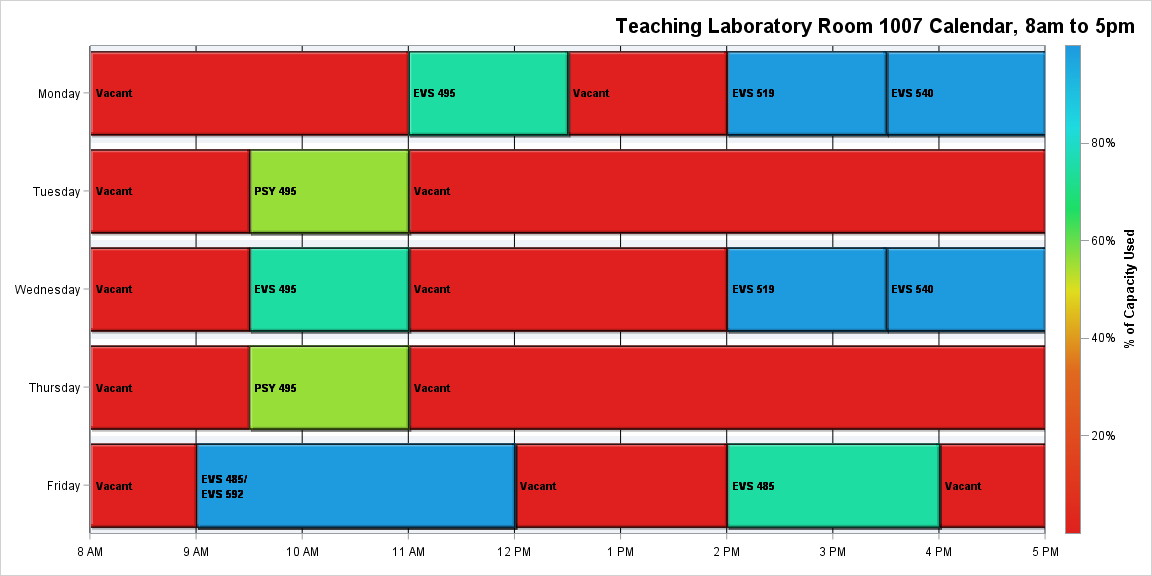 Teaching Laboratory Room 1007 Calendar, 8am to 5pm
Monday
Vacant
EVS 495
Vacant
EVS 519
EVS 540
Tuesday
Vacant
PSY 495
Vacant
Wednesday
Vacant
EVS 495
Vacant
EVS 519
EVS 540
Thursday
Vacant
PSY 495
Vacant
Friday
Vacant
EVS 485/
EVS 592
Vacant
EVS 485
Vacant
8 AM
9 AM
10 AM
11 AM
12 PM
1 PM
2 PM
3 PM
4 PM
5 PM
80%
60%
40%
20%
% of Capacity Used